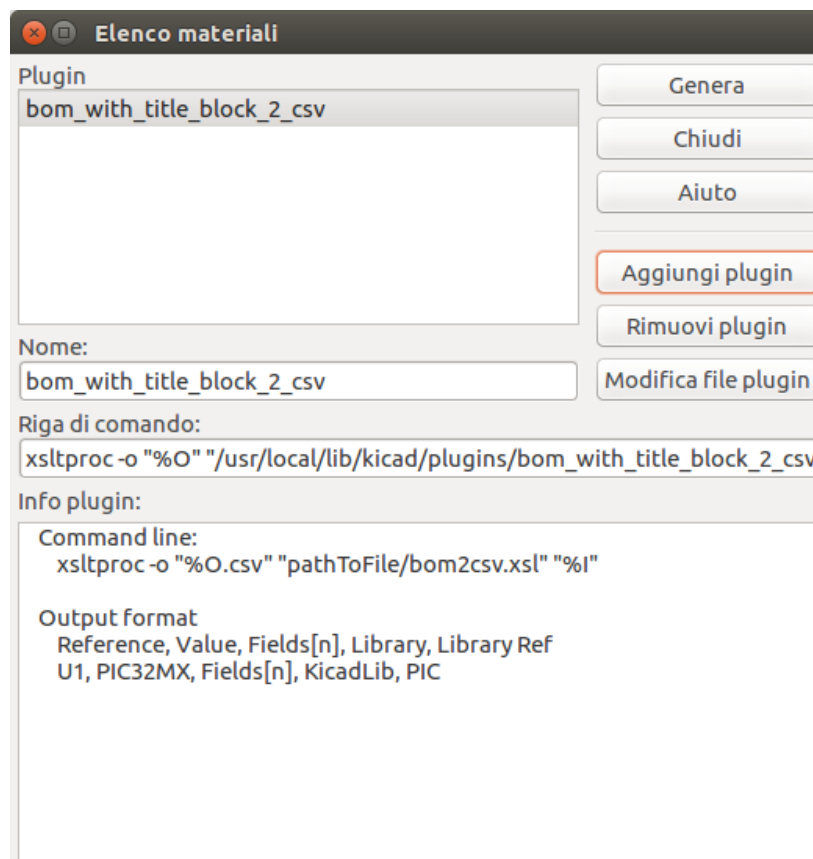 Elenco materiali
Plugin
bom_with_title_block_2_csv
Genera
Chiudi
Aiuto
Aggiungi plugin
Rimuovi plugin
Modifica file plugin
Nome:
bom_with_title_block_2_csv
Riga di comando:
xsltproc -o "%O" "/usr/local/lib/kicad/plugins/bom_with_title_block_2_csv
Info plugin:
Command line:
xsltproc -o "%O.csv" "pathToFile/bom2csv.xsl" "%I"
Output format
Reference, Value, Fields[n], Library, Library Ref
U1, PIC32MX, Fields[n], KicadLib, PIC